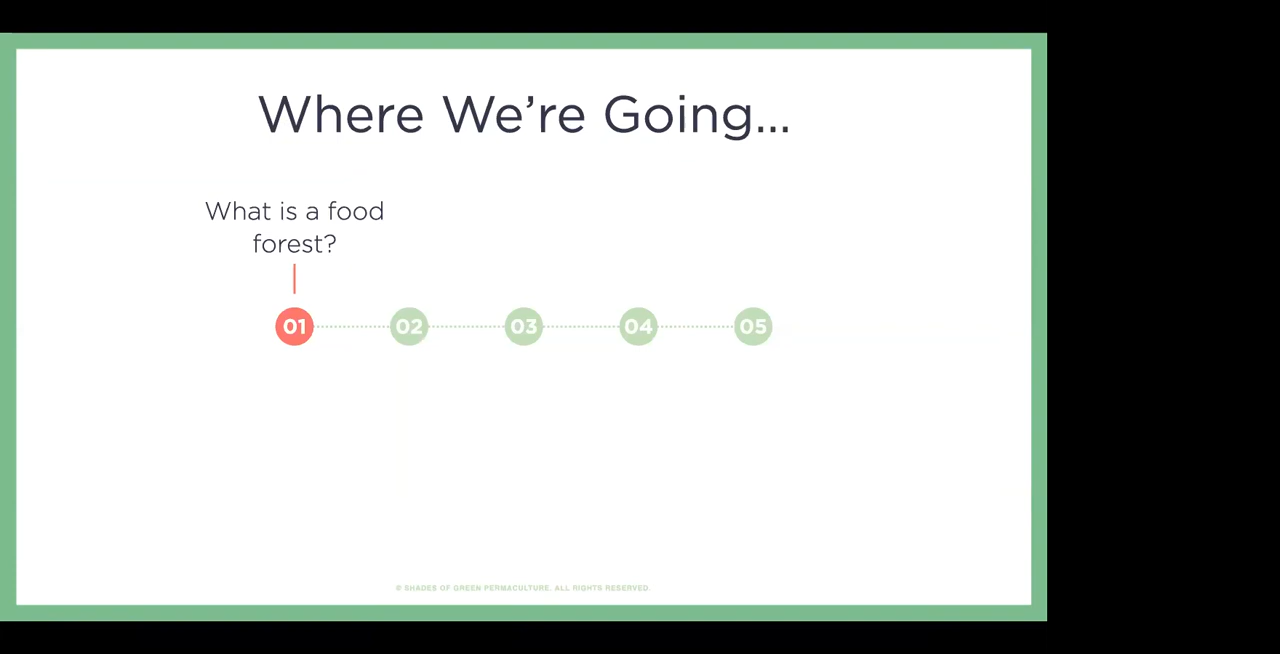 Where We’re Going...
What is a food
forest?
01 02 03 04 05
© SHADES OF GREEN PERMACULTURE. ALL RIGHTS RESERVED.